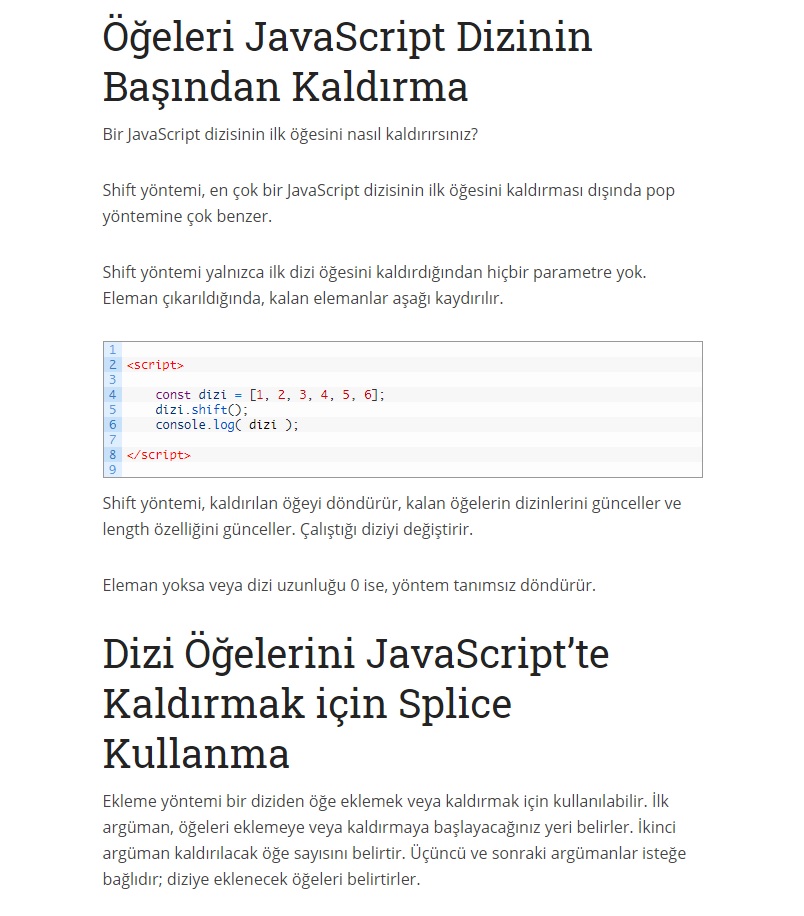 Öğeleri JavaScript Dizinin
Başından Kaldırma
Bir JavaScript dizisinin ilk öğesini nasıl kaldırırsınız?
Shift yöntemi, en çok bir JavaScript dizisinin ilk öğesini kaldırması dışında pop
yöntemine çok benzer.
Shift yöntemi yalnızca ilk dizi öğesini kaldırdığından hiçbir parametre yok.
Eleman çıkarıldığında, kalan elemanlar aşağı kaydırılır.
1
2 <script>
3
4 const dizi = [1, 2, 3, 4, 5, 6];
5 dizi.shift();
6 console.log( dizi );
7
8 </script>
9
Shift yöntemi, kaldırılan öğeyi döndürür, kalan öğelerin dizinlerini günceller ve
length özelliğini günceller. Çalıştığı diziyi değiştirir.
Eleman yoksa veya dizi uzunluğu 0 ise, yöntem tanımsız döndürür.
Dizi Öğelerini JavaScript’te
Kaldırmak için Splice
Kullanma
Ekleme yöntemi bir diziden öğe eklemek veya kaldırmak için kullanılabilir. İlk
argüman, öğeleri eklemeye veya kaldırmaya başlayacağınız yeri belirler. İkinci
argüman kaldırılacak öğe sayısını belirtir. Üçüncü ve sonraki argümanlar isteğe
bağlıdır; diziye eklenecek öğeleri belirtirler.